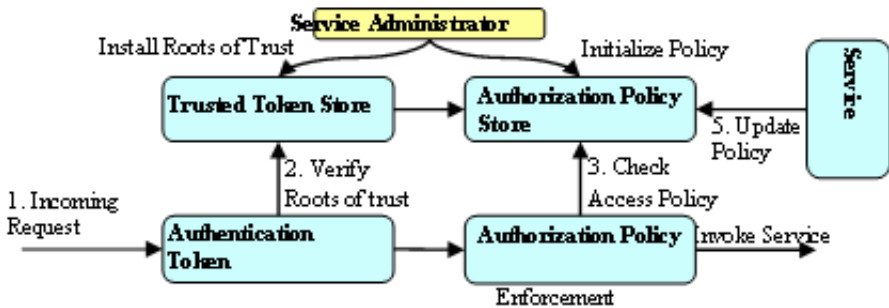 Service Administrator
Install Roots of Trust
Initialize Policy
Trusted Token Store
Authorization Policy
Store
Service
5. Update
Policy
2. Verify
Roots of trust
3. Check
Access Policy
1. Incoming
Request
Authentication
Token
Authorization Policy
Invoke Service
Enforcement